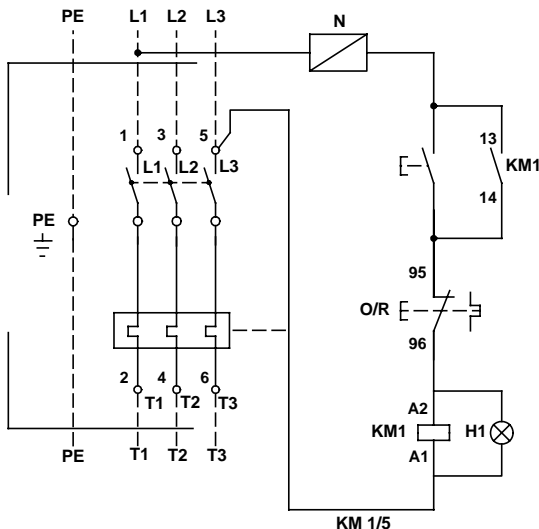 PE L1 L2 L3 N
1 3 5
L1 L2 L3
13
KM1
14
PE
95
O/R
96
2 4 6
T1 T2 T3
A2
KM1 H1
A1
PE T1 T2 T3
KM 1/5